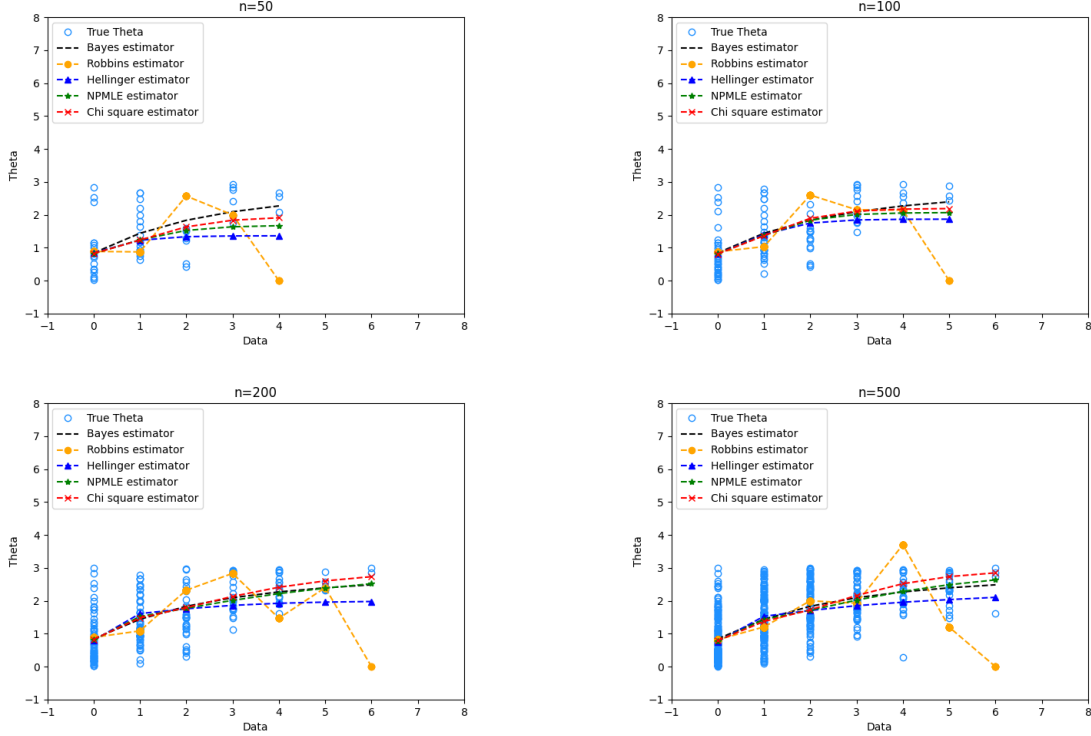 n=50
8
7
6
5
4
3
2
1
0
−1
Theta
True Theta
Bayes estimator
Robbins estimator
Hellinger estimator
NPMLE estimator
Chi square estimator
−1 0 1 2 3 4 5 6 7 8
Data
n=100
8
7
6
5
4
3
2
1
0
−1
Theta
True Theta
Bayes estimator
Robbins estimator
Hellinger estimator
NPMLE estimator
Chi square estimator
−1 0 1 2 3 4 5 6 7 8
Data
n=200
8
7
6
5
4
3
2
1
0
−1
Theta
True Theta
Bayes estimator
Robbins estimator
Hellinger estimator
NPMLE estimator
Chi square estimator
−1 0 1 2 3 4 5 6 7 8
Data
n=500
8
7
6
5
4
3
2
1
0
−1
Theta
True Theta
Bayes estimator
Robbins estimator
Hellinger estimator
NPMLE estimator
Chi square estimator
−1 0 1 2 3 4 5 6 7 8
Data